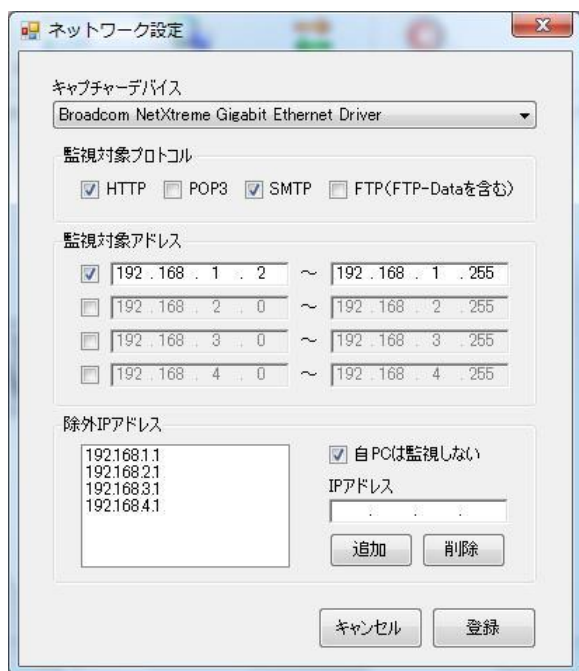 ネットワーク設定
キャプチャーデバイス
Broadcom NetXtreme Gigabit Ethernet Driver
監視対象プロトコル
HTTP POP3 SMTP FTP(FTP-Dataを含む)
監視対象アドレス
192 . 168 . 1 . 2 ～ 192 . 168 . 1 . 255
192 . 168 . 2 . 0 ～ 192 . 168 . 2 . 255
192 . 168 . 3 . 0 ～ 192 . 168 . 3 . 255
192 . 168 . 4 . 0 ～ 192 . 168 . 4 . 255
除外IPアドレス
192.168.1.1
192.168.2.1
192.168.3.1
192.168.4.1
自PCは監視しない
IPアドレス
. . .
追加 削除
キャンセル 登録